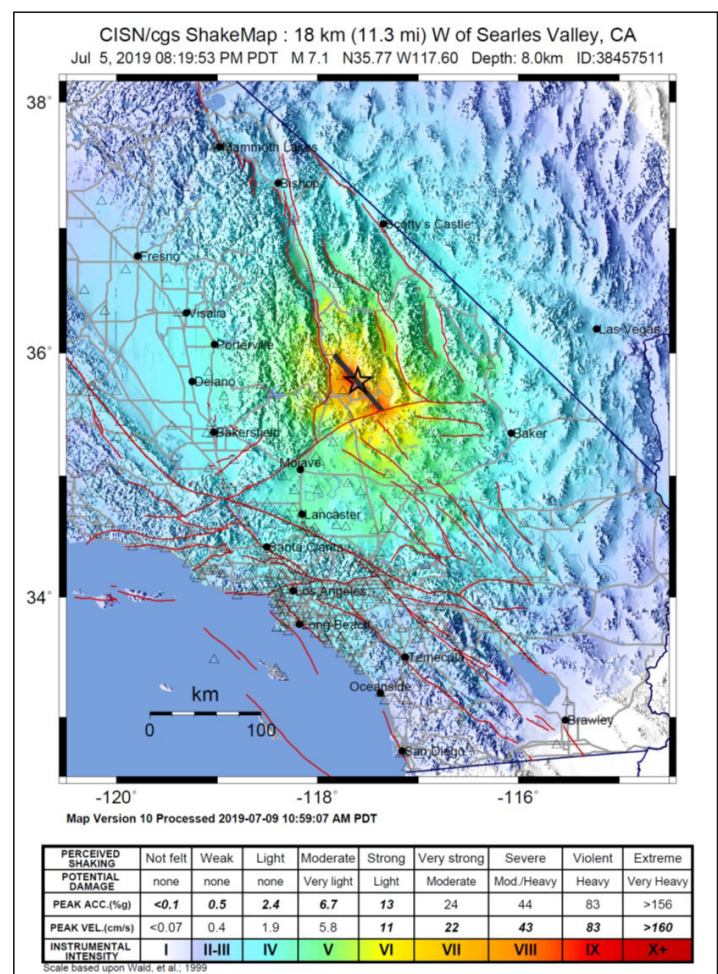 CISN/cgs ShakeMap : 18 km (11.3 mi) W of Searles Valley, CA
Jul 5, 2019 08:19:53 PM PDT M 7.1 N35.77 W117.60 Depth: 8.0km ID:38457511
38°
Mammoth Lakes
Bishop
Scotty's Castle
Fresno
Visalia
Las Vegas
36°
Porterville
Delano
Bakersfield
Baker
Mojave
Lancaster
Santa Clarita
34°
Los Angeles
Long Beach
Temecula
Oceanside
km
Brawley
0 100
San Diego
-120° -118° -116°
Map Version 10 Processed 2019-07-09 10:59:07 AM PDT
PERCEIVED SHAKING Not felt Weak Light Moderate Strong Very strong Severe Violent Extreme
POTENTIAL DAMAGE none none none Very light Light Moderate Mod./Heavy Heavy Very Heavy
PEAK ACC.(%g) <0.1 0.5 2.4 6.7 13 24 44 83 >156
PEAK VEL.(cm/s) <0.07 0.4 1.9 5.8 11 22 43 83 >160
INSTRUMENTAL INTENSITY I II-III IV V VI VII VIII IX X+
Scale based upon Wald, et al.; 1999